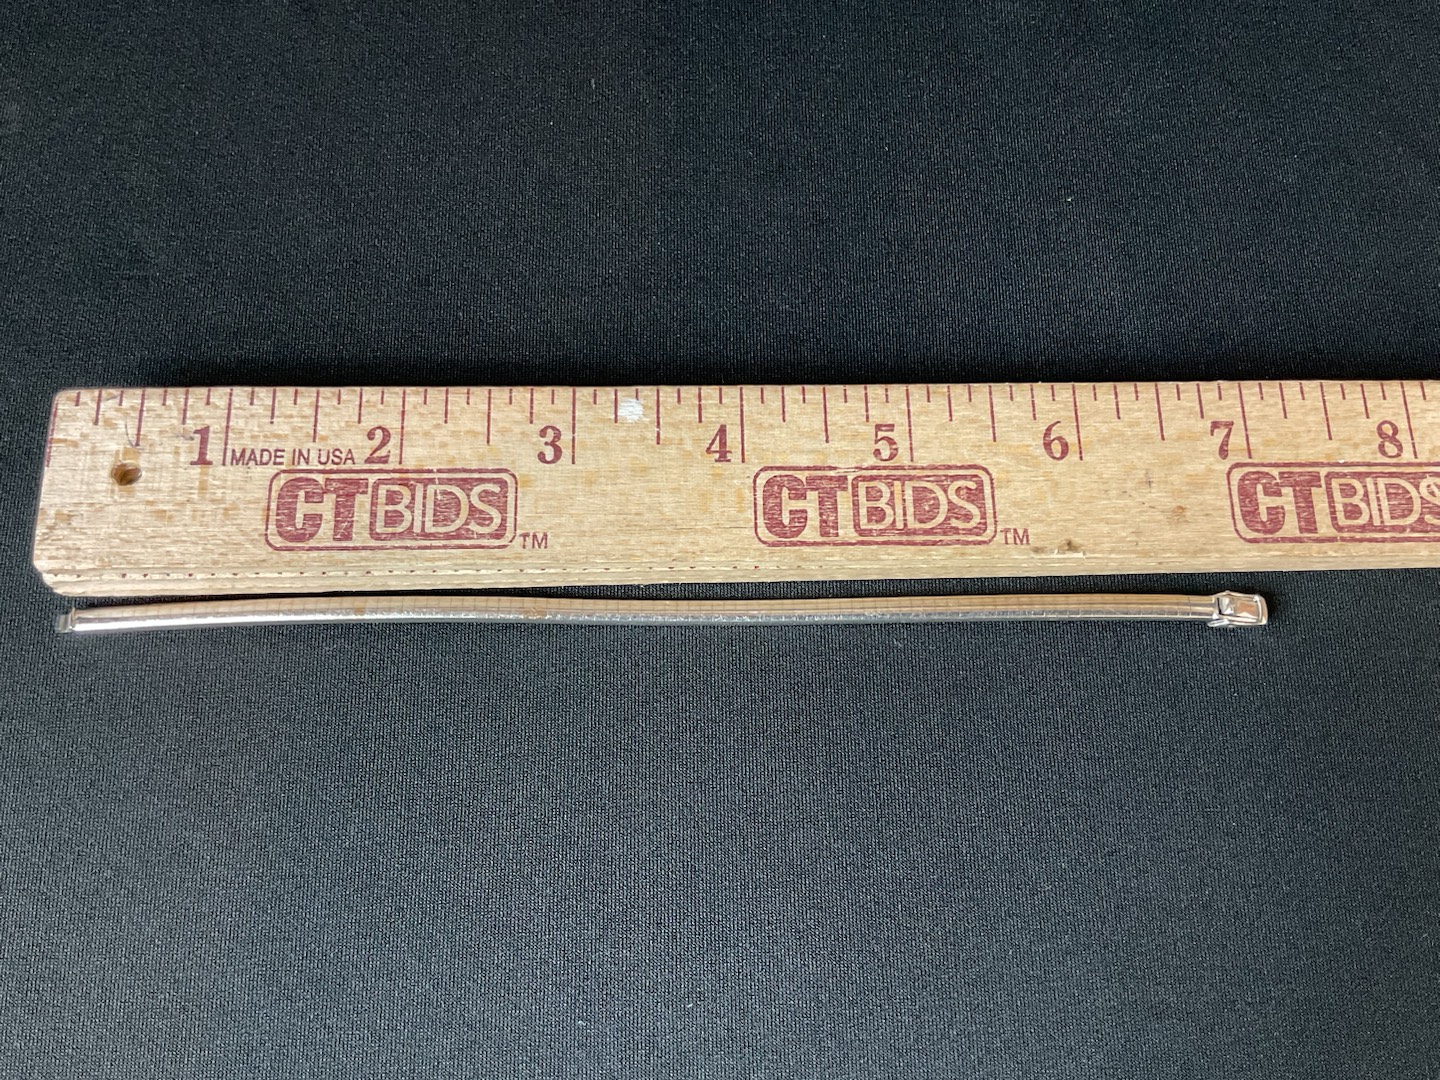 1 2 3 4 5 6 7 8
MADE IN USA
CTBIDS™ CTBIDS™ CTBIDS